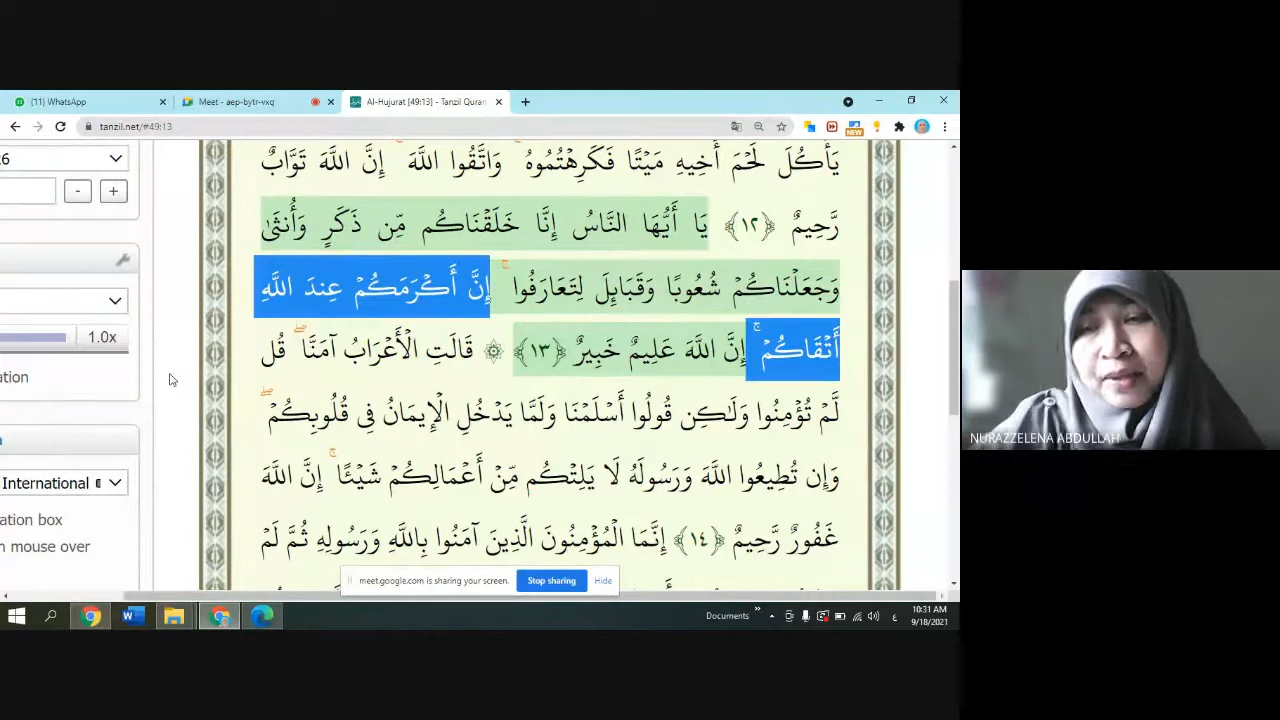 (11) WhatsApp
Meet - aep-bytr-vxq
Al-Hujurat [49:13] - Tanzil Quran
tanzil.net/#49:13
NEW
26
- +
1.0x
ation
International
ation box
n mouse over
يَأْكُلَ لَحْمَ أَخِيهِ مَيْتًا فَكَرِهْتُمُوهُ ۚ وَاتَّقُوا اللَّهَ ۚ إِنَّ اللَّهَ تَوَّابٌ
رَّحِيمٌ ﴿١٢﴾ يَا أَيُّهَا النَّاسُ إِنَّا خَلَقْنَاكُم مِّن ذَكَرٍ وَأُنثَىٰ
وَجَعَلْنَاكُمْ شُعُوبًا وَقَبَائِلَ لِتَعَارَفُوا ۚ إِنَّ أَكْرَمَكُمْ عِندَ اللَّهِ
أَتْقَاكُمْ ۚ إِنَّ اللَّهَ عَلِيمٌ خَبِيرٌ ﴿١٣﴾ ۞ قَالَتِ الْأَعْرَابُ آمَنَّا ۖ قُل
لَّمْ تُؤْمِنُوا وَلَٰكِن قُولُوا أَسْلَمْنَا وَلَمَّا يَدْخُلِ الْإِيمَانُ فِي قُلُوبِكُمْ ۖ
وَإِن تُطِيعُوا اللَّهَ وَرَسُولَهُ لَا يَلِتْكُم مِّنْ أَعْمَالِكُمْ شَيْئًا ۚ إِنَّ اللَّهَ
غَفُورٌ رَّحِيمٌ ﴿١٤﴾ إِنَّمَا الْمُؤْمِنُونَ الَّذِينَ آمَنُوا بِاللَّهِ وَرَسُولِهِ ثُمَّ لَمْ
meet.google.com is sharing your screen.
Stop sharing
Hide
NURAZZELENA ABDULLAH
Documents
ع
10:31 AM
9/18/2021